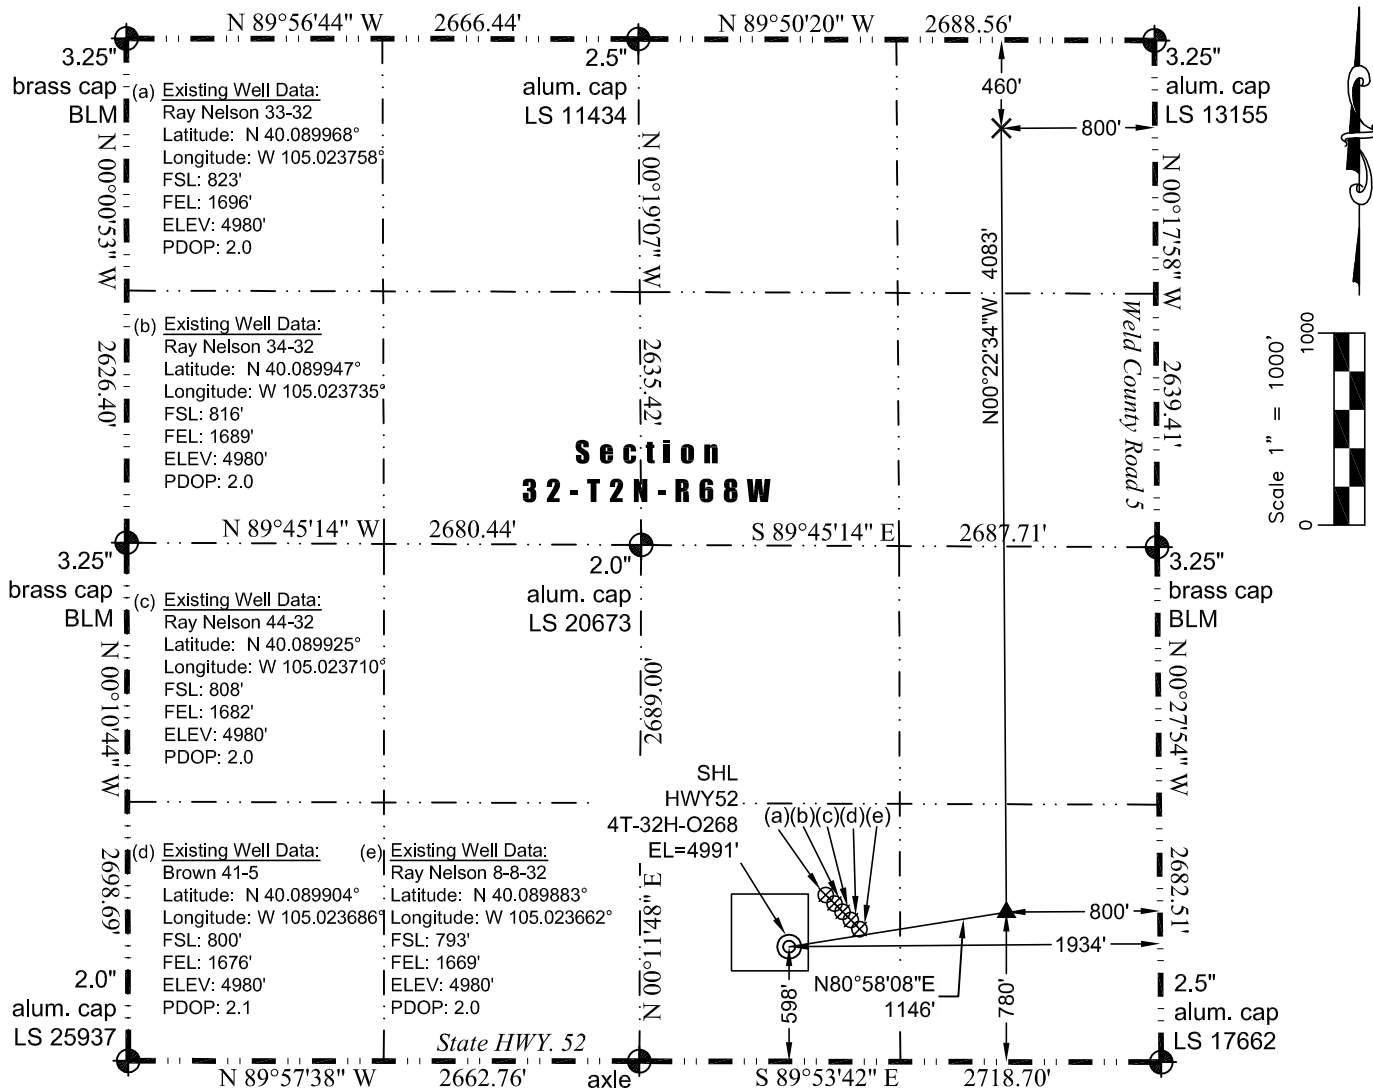 N 89°56'44" W 2666.44' N 89°50'20" W 2688.56'
3.25"
brass cap
BLM
2.5"
alum. cap
LS 11434
3.25"
alum. cap
LS 13155
460'
800'
(a) Existing Well Data:
Ray Nelson 33-32
Latitude: N 40.089968°
Longitude: W 105.023758°
FSL: 823'
FEL: 1696'
ELEV: 4980'
PDOP: 2.0
N 00°00'53" W
2626.40'
N 00°19'07" W
2635.42'
N00°22'34"W 4083'
N 00°17'58" W
2639.41'
Weld County Road 5
(b) Existing Well Data:
Ray Nelson 34-32
Latitude: N 40.089947°
Longitude: W 105.023735°
FSL: 816'
FEL: 1689'
ELEV: 4980'
PDOP: 2.0
Section
32-T2N-R68W
Scale 1" = 1000'
0
1000
N 89°45'14" W 2680.44' S 89°45'14" E 2687.71'
3.25"
brass cap
BLM
2.0"
alum. cap
LS 20673
3.25"
brass cap
BLM
(c) Existing Well Data:
Ray Nelson 44-32
Latitude: N 40.089925°
Longitude: W 105.023710°
FSL: 808'
FEL: 1682'
ELEV: 4980'
PDOP: 2.0
N 00°10'44" W
2698.69'
2689.00'
N 00°11'48" E
N 00°27'54" W
2682.51'
SHL
HWY52
4T-32H-O268
EL=4991'
(a)(b)(c)(d)(e)
(d) Existing Well Data:
Brown 41-5
Latitude: N 40.089904°
Longitude: W 105.023686°
FSL: 800'
FEL: 1676'
ELEV: 4980'
PDOP: 2.1
(e) Existing Well Data:
Ray Nelson 8-8-32
Latitude: N 40.089883°
Longitude: W 105.023662°
FSL: 793'
FEL: 1669'
ELEV: 4980'
PDOP: 2.0
800'
1934'
N80°58'08"E
1146'
598'
780'
2.0"
alum. cap
LS 25937
2.5"
alum. cap
LS 17662
State HWY. 52
N 89°57'38" W 2662.76' axle S 89°53'42" E 2718.70'